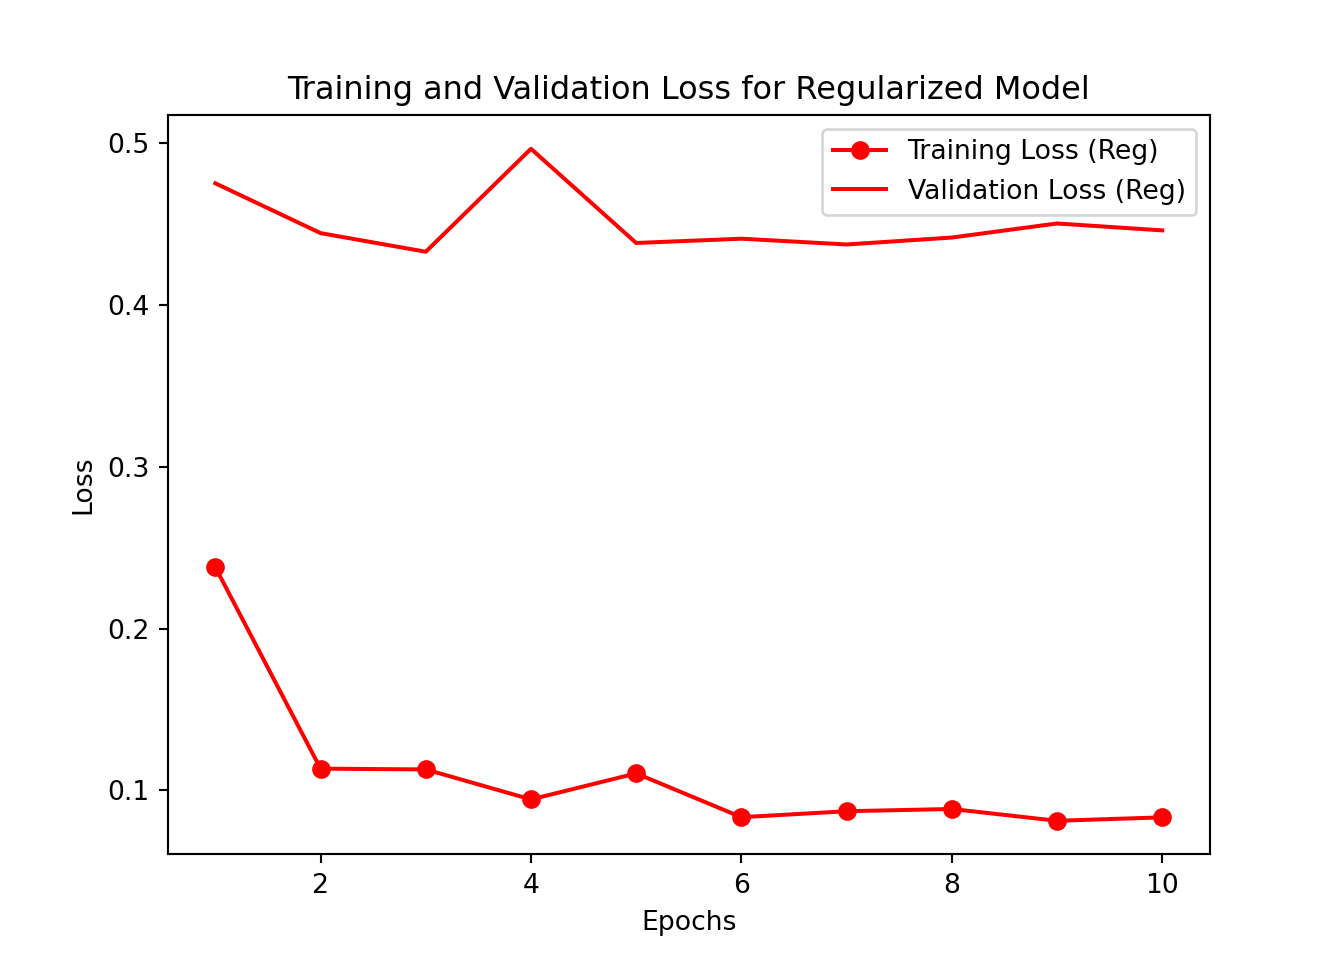 Training and Validation Loss for Regularized Model
Training Loss (Reg)
Validation Loss (Reg)
0.5
0.4
0.3
0.2
0.1
Loss
2 4 6 8 10
Epochs